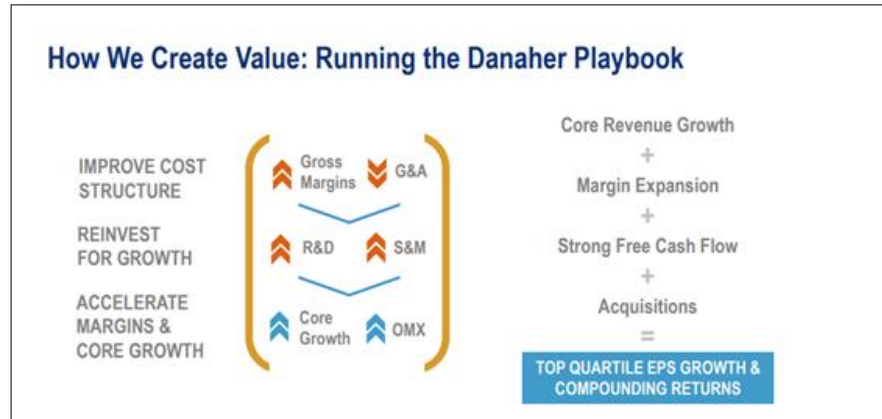 How We Create Value: Running the Danaher Playbook
IMPROVE COST
STRUCTURE
Gross
Margins
G&A
REINVEST
FOR GROWTH
R&D
S&M
ACCELERATE
MARGINS &
CORE GROWTH
Core
Growth
OMX
Core Revenue Growth
+
Margin Expansion
+
Strong Free Cash Flow
+
Acquisitions
=
TOP QUARTILE EPS GROWTH &
COMPOUNDING RETURNS